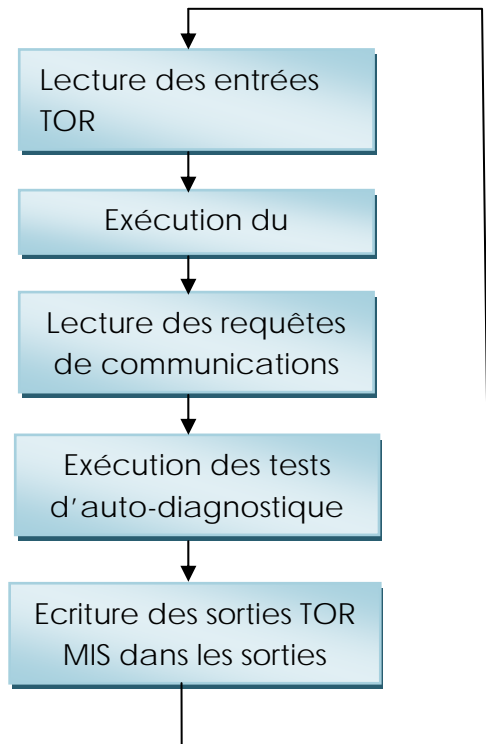 Lecture des entrées
TOR
Exécution du
Lecture des requêtes
de communications
Exécution des tests
d’auto-diagnostique
Ecriture des sorties TOR
MIS dans les sorties